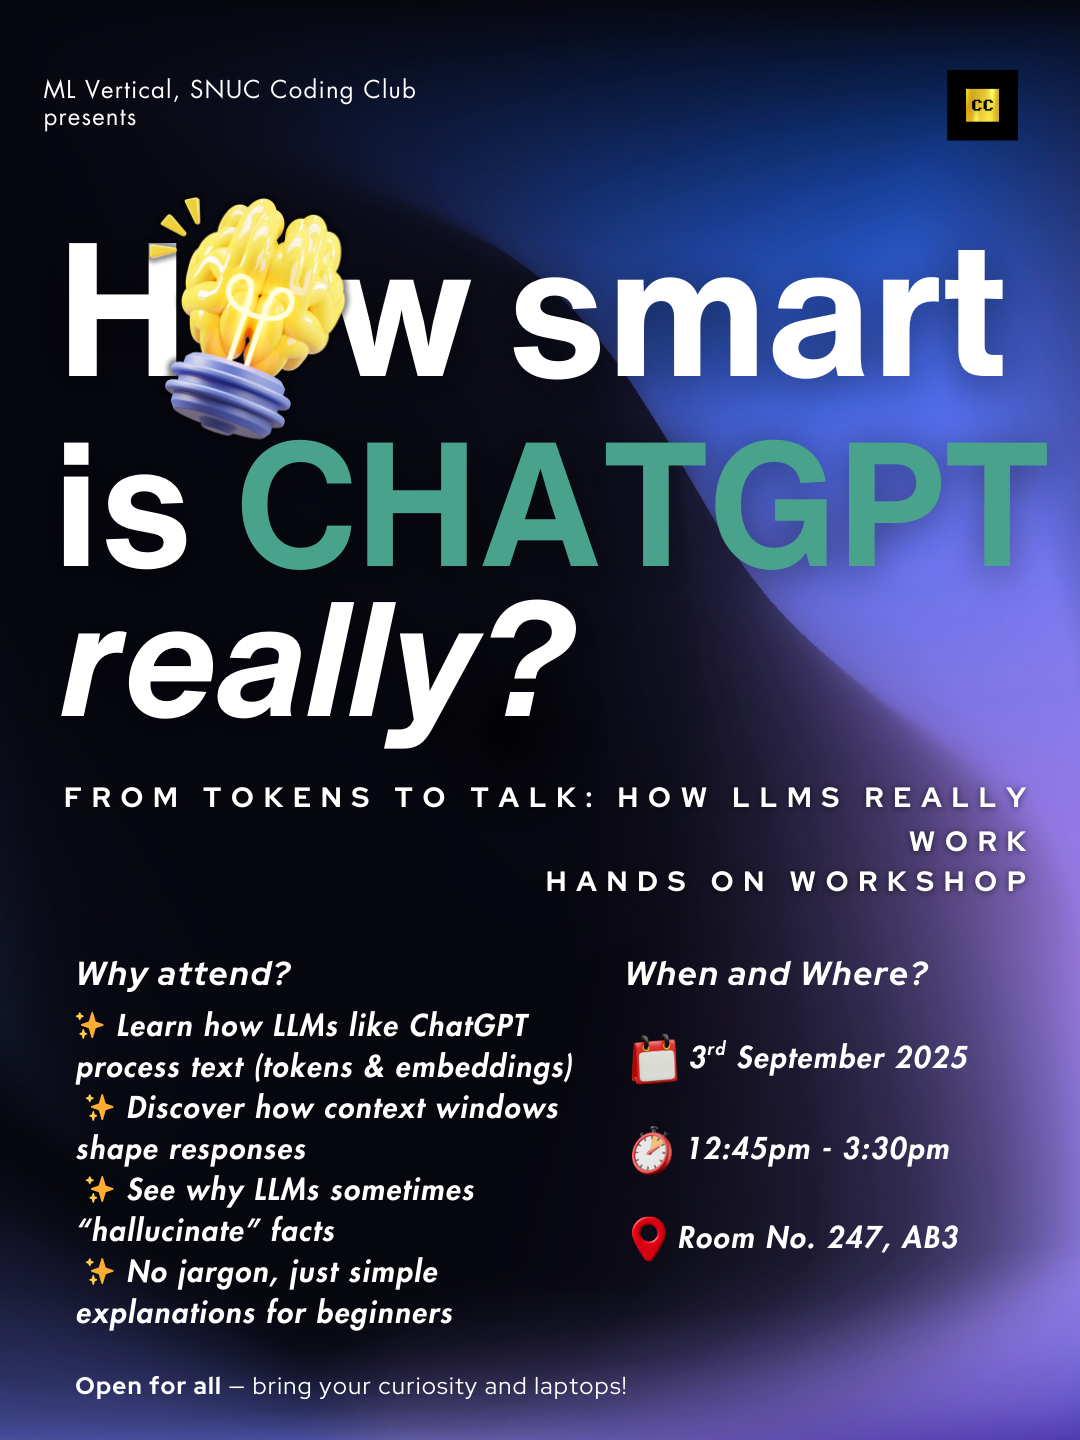 ML Vertical, SNUC Coding Club
presents
CC
How smart
is CHATGPT
really?
FROM TOKENS TO TALK: HOW LLMS REALLY
WORK
HANDS ON WORKSHOP
Why attend?
✨ Learn how LLMs like ChatGPT
process text (tokens & embeddings)
✨ Discover how context windows
shape responses
✨ See why LLMs sometimes
“hallucinate” facts
✨ No jargon, just simple
explanations for beginners
When and Where?
3rd September 2025
12:45pm - 3:30pm
Room No. 247, AB3
Open for all – bring your curiosity and laptops!